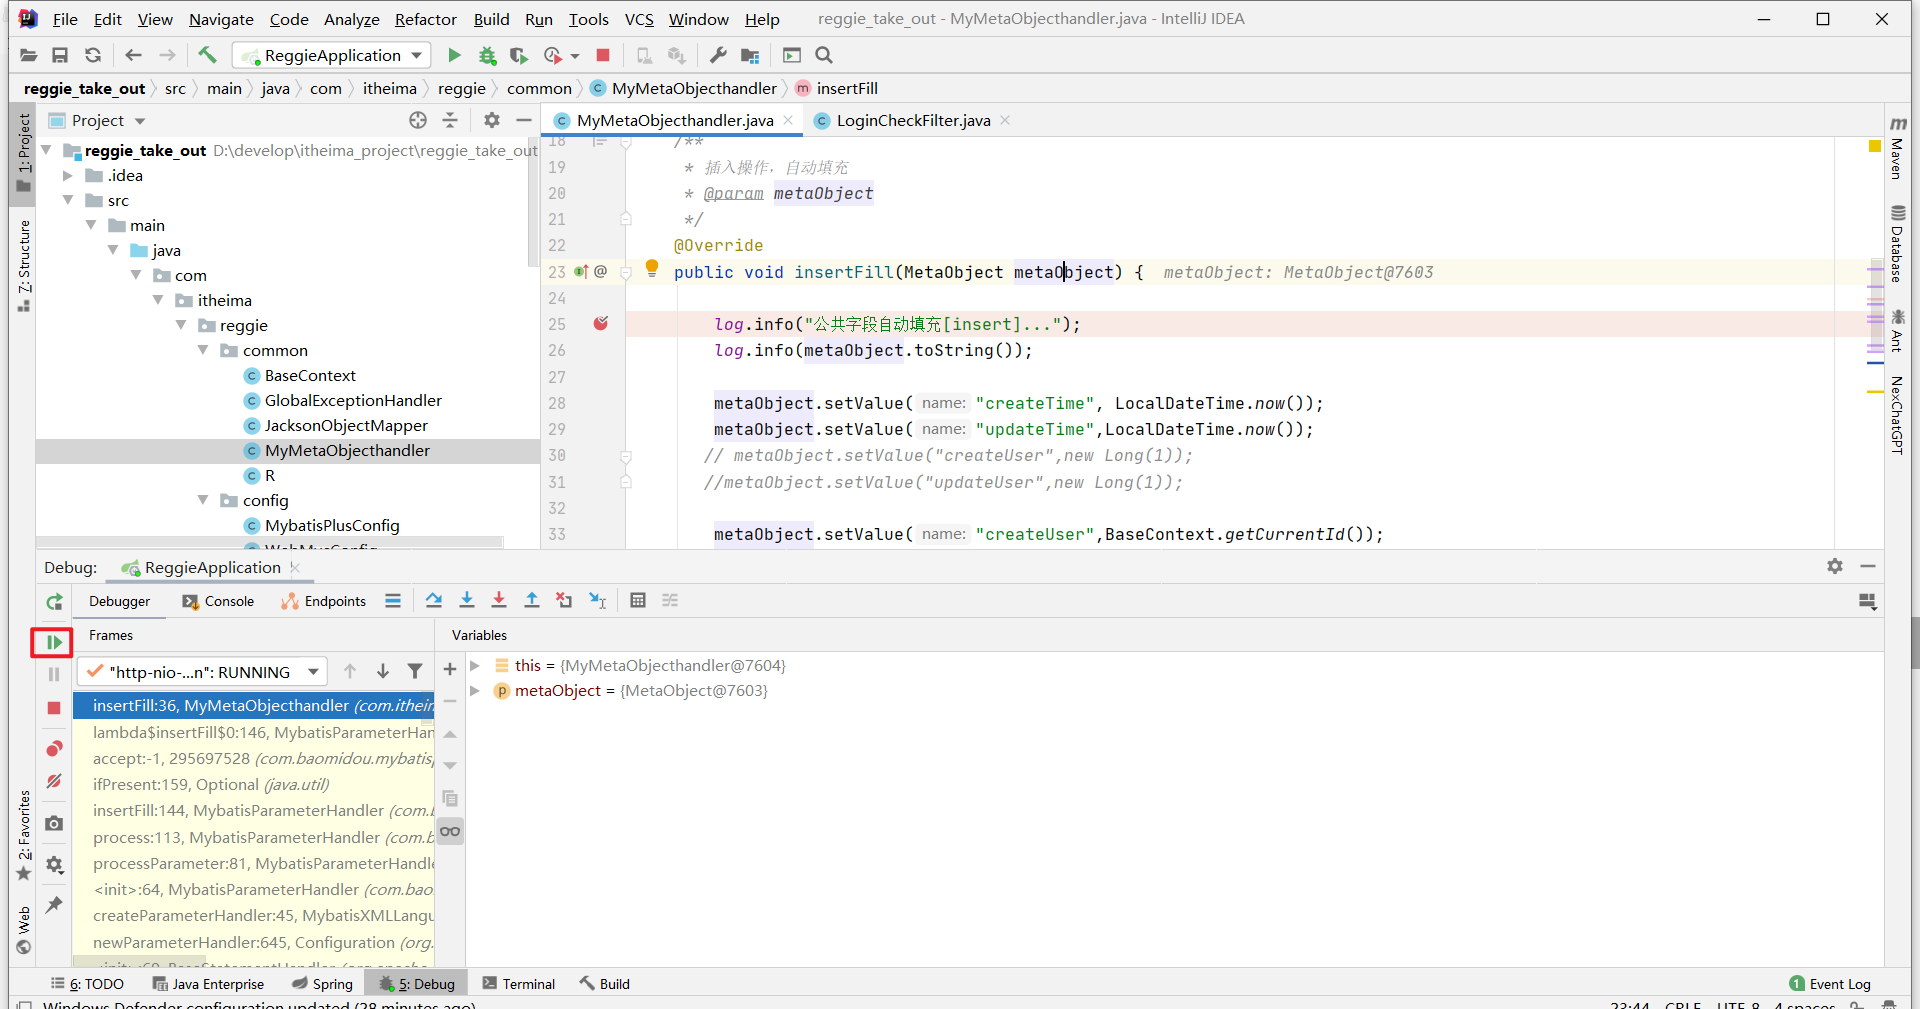 File Edit View Navigate Code Analyze Refactor Build Run Tools VCS Window Help reggie_take_out - MyMetaObjecthandler.java - IntelliJ IDEA
ReggieApplication
reggie_take_out src main java com itheima reggie common MyMetaObjecthandler insertFill
Project
MyMetaObjecthandler.java
LoginCheckFilter.java
1: Project
7: Structure
2: Favorites
Web
reggie_take_out D:\develop\itheima_project\reggie_take_out
.idea
src
main
java
com
itheima
reggie
common
BaseContext
GlobalExceptionHandler
JacksonObjectMapper
MyMetaObjecthandler
R
config
MybatisPlusConfig
18 /**
19 * 插入操作，自动填充
20 * @param metaObject
21 */
22 @Override
23 public void insertFill(MetaObject metaObject) { metaObject: MetaObject@7603
24
25 log.info("公共字段自动填充[insert]...");
26 log.info(metaObject.toString());
27
28 metaObject.setValue( name: "createTime", LocalDateTime.now());
29 metaObject.setValue( name: "updateTime",LocalDateTime.now());
30 // metaObject.setValue("createUser",new Long(1));
31 //metaObject.setValue("updateUser",new Long(1));
32
33 metaObject.setValue( name: "createUser",BaseContext.getCurrentId());
m Maven
Database
Ant
NexChatGPT
Debug: ReggieApplication
Debugger Console Endpoints
Frames
Variables
"http-nio-...n": RUNNING
insertFill:36, MyMetaObjecthandler (com.itheim
lambda$insertFill$0:146, MybatisParameterHan
accept:-1, 295697528 (com.baomidou.mybatisp
ifPresent:159, Optional (java.util)
insertFill:144, MybatisParameterHandler (com.b
process:113, MybatisParameterHandler (com.b
processParameter:81, MybatisParameterHandle
<init>:64, MybatisParameterHandler (com.bao
createParameterHandler:45, MybatisXMLLangu
newParameterHandler:645, Configuration (org.
this = {MyMetaObjecthandler@7604}
metaObject = {MetaObject@7603}
6: TODO Java Enterprise Spring 5: Debug Terminal Build 1 Event Log
Windows Defender configuration updated (28 minutes ago) 23:44 CRLF UTF-8 4 spaces